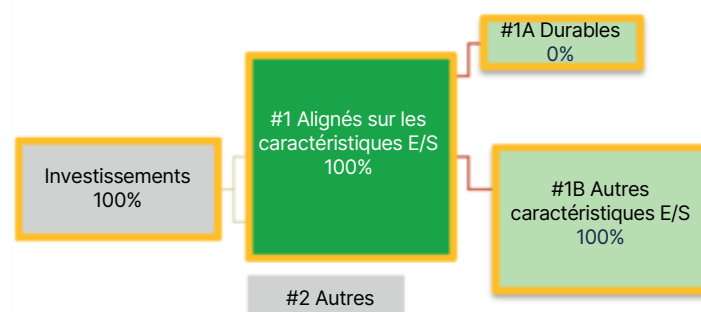 #1A Durables
0%
#1 Alignés sur les
caractéristiques E/S
100%
Investissements
100%
#1B Autres
caractéristiques E/S
100%
#2 Autres